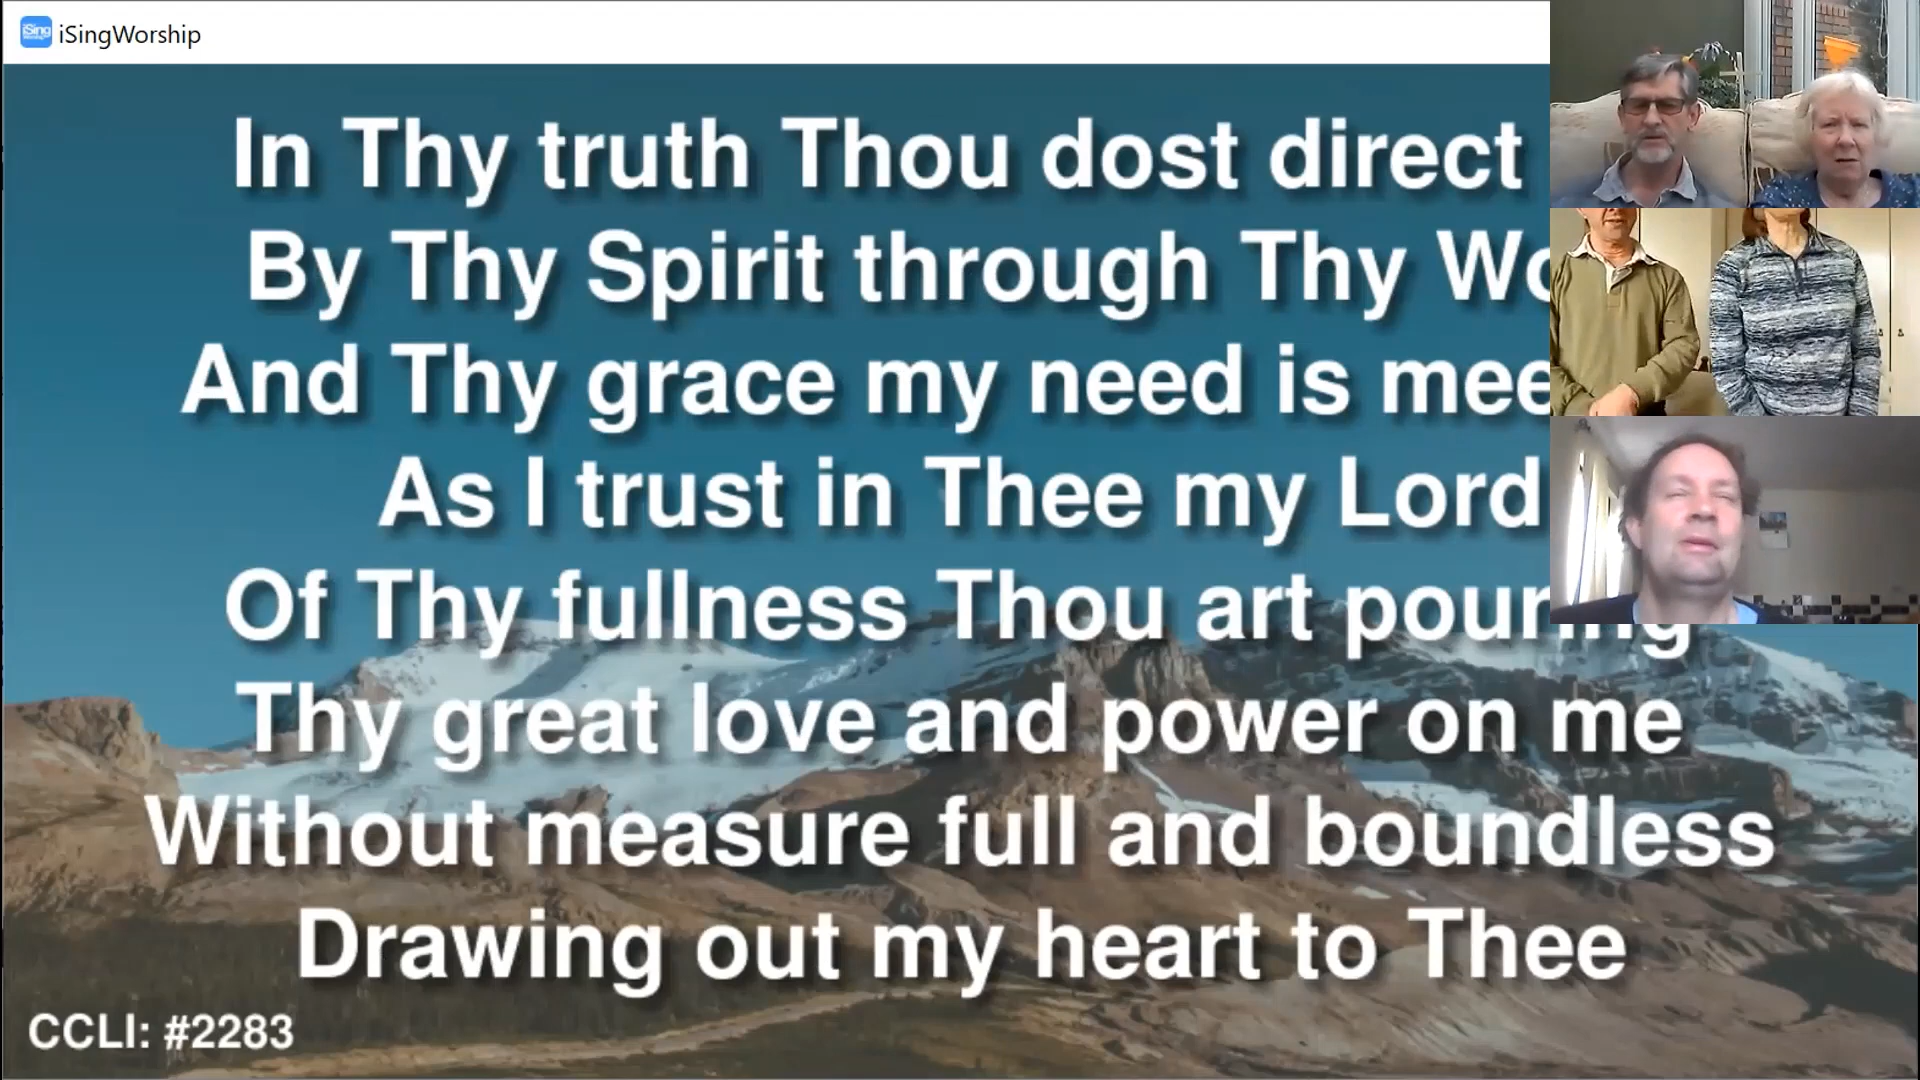 iSing
iSingWorship
In Thy truth Thou dost direct
By Thy Spirit through Thy
And Thy grace my need is
As I trust in Thee my Lord
Of Thy fullness Thou art pouring
Thy great love and power on me
Without measure full and boundless
Drawing out my heart to Thee
CCLI: #2283